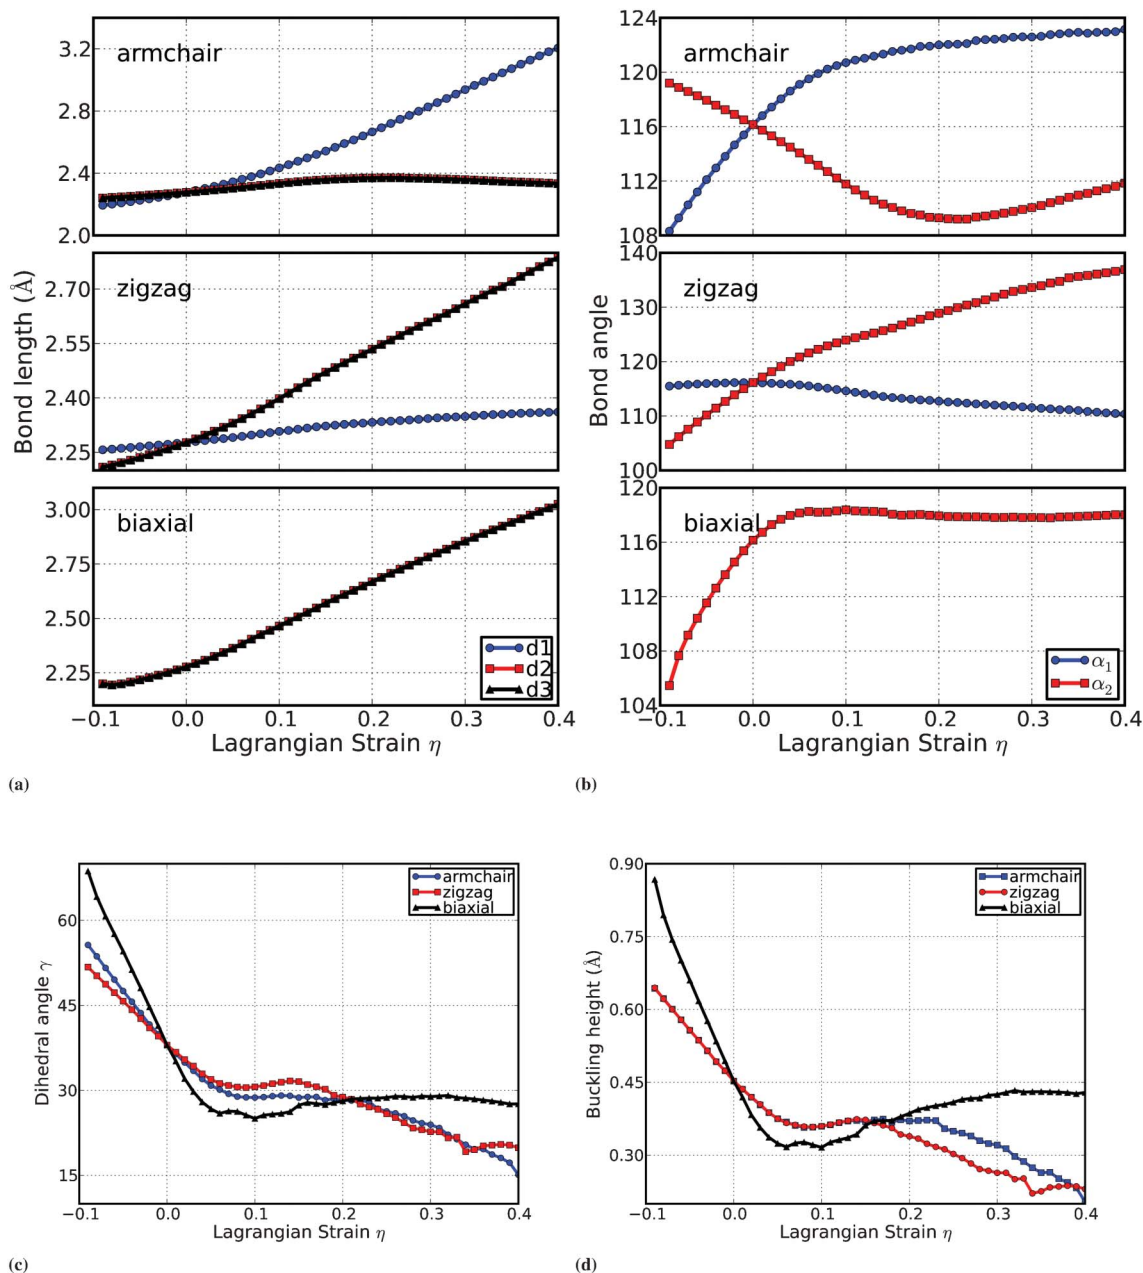 armchair
3.2
2.8
2.4
2.0
zigzag
2.70
2.55
2.40
2.25
Bond length (Å)
biaxial
3.00
2.75
2.50
2.25
d1
d2
d3
−0.1 0.0 0.1 0.2 0.3 0.4
Lagrangian Strain η
(a)
armchair
124
120
116
112
108
zigzag
140
130
120
110
100
Bond angle
biaxial
120
116
112
108
104
α1
α2
−0.1 0.0 0.1 0.2 0.3 0.4
Lagrangian Strain η
(b)
armchair
zigzag
biaxial
60
45
30
15
Dihedral angle γ
−0.1 0.0 0.1 0.2 0.3 0.4
Lagrangian Strain η
(c)
armchair
zigzag
biaxial
0.90
0.75
0.60
0.45
0.30
Buckling height (Å)
−0.1 0.0 0.1 0.2 0.3 0.4
Lagrangian Strain η
(d)